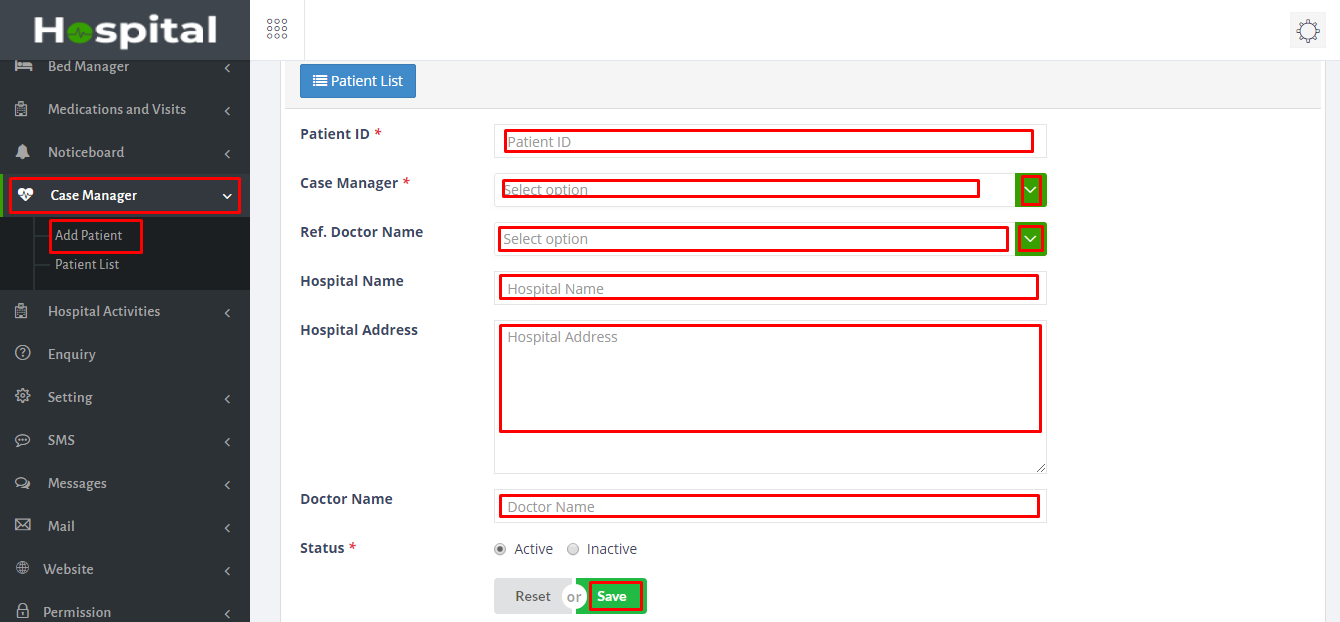 Hospital
Bed Manager
Medications and Visits
Noticeboard
Case Manager
Add Patient
Patient List
Hospital Activities
Enquiry
Setting
SMS
Messages
Mail
Website
Permission
Patient List
Patient ID *
Patient ID
Case Manager *
Select option
Ref. Doctor Name
Select option
Hospital Name
Hospital Name
Hospital Address
Hospital Address
Doctor Name
Doctor Name
Status *
Active Inactive
Reset or Save